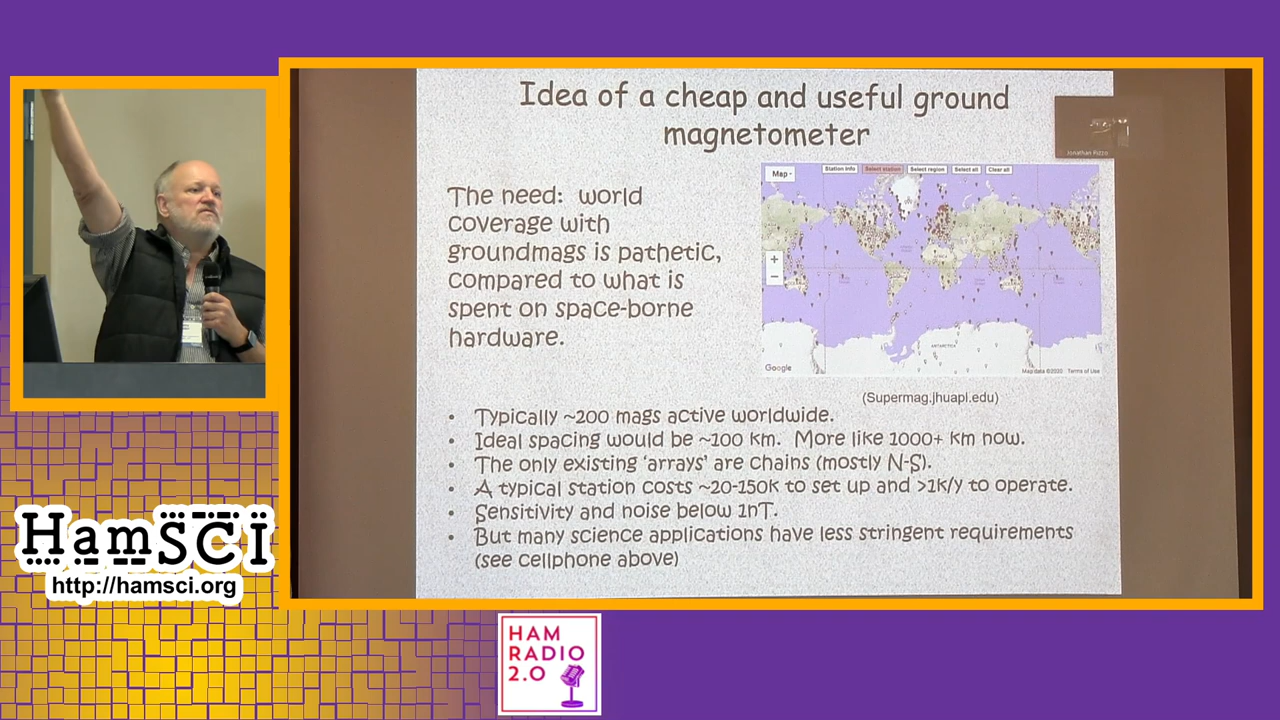 Idea of a cheap and useful ground
magnetometer
Jonathan Rizzo
The need: world
coverage with
groundmags is pathetic,
compared to what is
spent on space-borne
hardware.
Map
Station info
Select station
Select region
Select all
Clear all
+
−
AFRICA
ANTARCTICA
Google
Map data ©2020 Terms of Use
(Supermag.jhuapl.edu)
• Typically ~200 mags active worldwide.
• Ideal spacing would be ~100 km. More like 1000+ km now.
• The only existing 'arrays' are chains (mostly N-S).
• A typical station costs ~20-150k to set up and >1k/y to operate.
• Sensitivity and noise below 1nT.
• But many science applications have less stringent requirements
(see cellphone above)
HamSCI
http://hamsci.org
HAM
RADIO
2.0